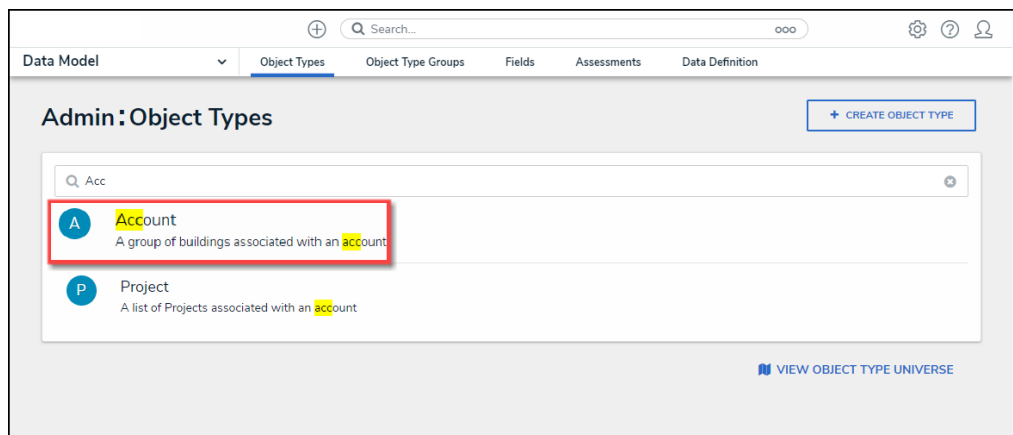 Search...
Data Model
Object Types
Object Type Groups
Fields
Assessments
Data Definition
Admin: Object Types
+ CREATE OBJECT TYPE
Acc
A
Account
A group of buildings associated with an account
P
Project
A list of Projects associated with an account
VIEW OBJECT TYPE UNIVERSE